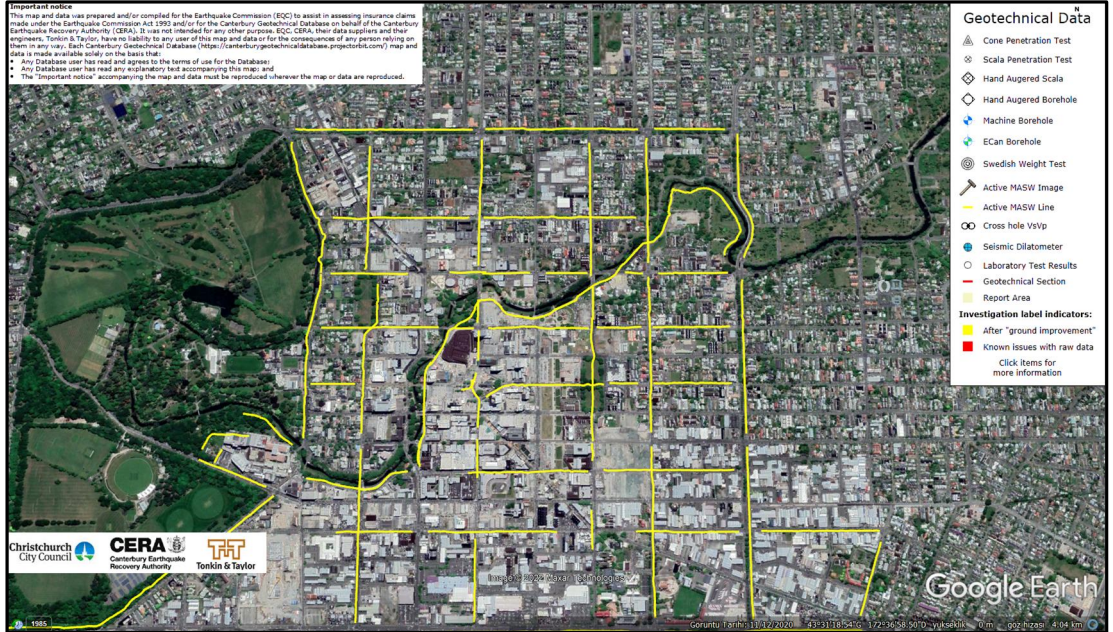 Important notice
This map and data was prepared and/or compiled for the Earthquake Commission (EQC) to assist in assessing insurance claims
made under the Earthquake Commission Act 1993 and/or for the Canterbury Geotechnical Database on behalf of the Canterbury
Earthquake Recovery Authority (CERA). It was not intended for any other purpose. EQC, CERA, their data suppliers and their
engineers, Tonkin & Taylor, have no liability to any user of this map and data or for the consequences of any person relying on
them in any way. Each Canterbury Geotechnical Database (https://canterburygeotechnicaldatabase.projectorbit.com/) map and
data is made available solely on the basis that:
• Any Database user has read and agrees to the terms of use for the Database;
• Any Database user has read any explanatory text accompanying this map; and
• The "Important notice" accompanying the map and data must be reproduced wherever the map or data are reproduced.
N
Geotechnical Data
Cone Penetration Test
Scala Penetration Test
Hand Augered Scala
Hand Augered Borehole
Machine Borehole
ECan Borehole
Swedish Weight Test
Active MASW Image
Active MASW Line
Cross hole VsVp
Seismic Dilatometer
Laboratory Test Results
Geotechnical Section
Report Area
Investigation label indicators:
After "ground improvement"
Known issues with raw data
Click items for
more information
Christchurch
City Council
CERA
Canterbury Earthquake
Recovery Authority
T+T
Tonkin & Taylor
Image © 2022 Maxar Technologies
Google Earth
1985
Görüntü Tarihi: 11/12/2020 43°31'18.54"G 172°36'58.50"D yükseklik 0 m göz hizası 4.04 km